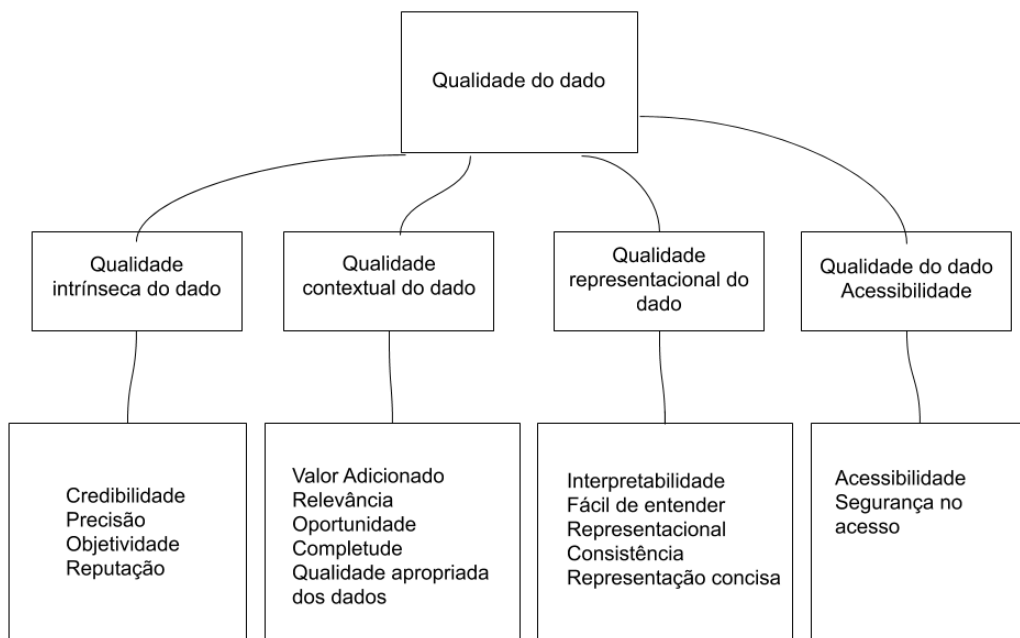 Qualidade do dado
Qualidade
intrínseca do dado
Qualidade
contextual do dado
Qualidade
representacional do
dado
Qualidade do dado
Acessibilidade
Credibilidade
Precisão
Objetividade
Reputação
Valor Adicionado
Relevância
Oportunidade
Completude
Qualidade apropriada
dos dados
Interpretabilidade
Fácil de entender
Representacional
Consistência
Representação concisa
Acessibilidade
Segurança no
acesso